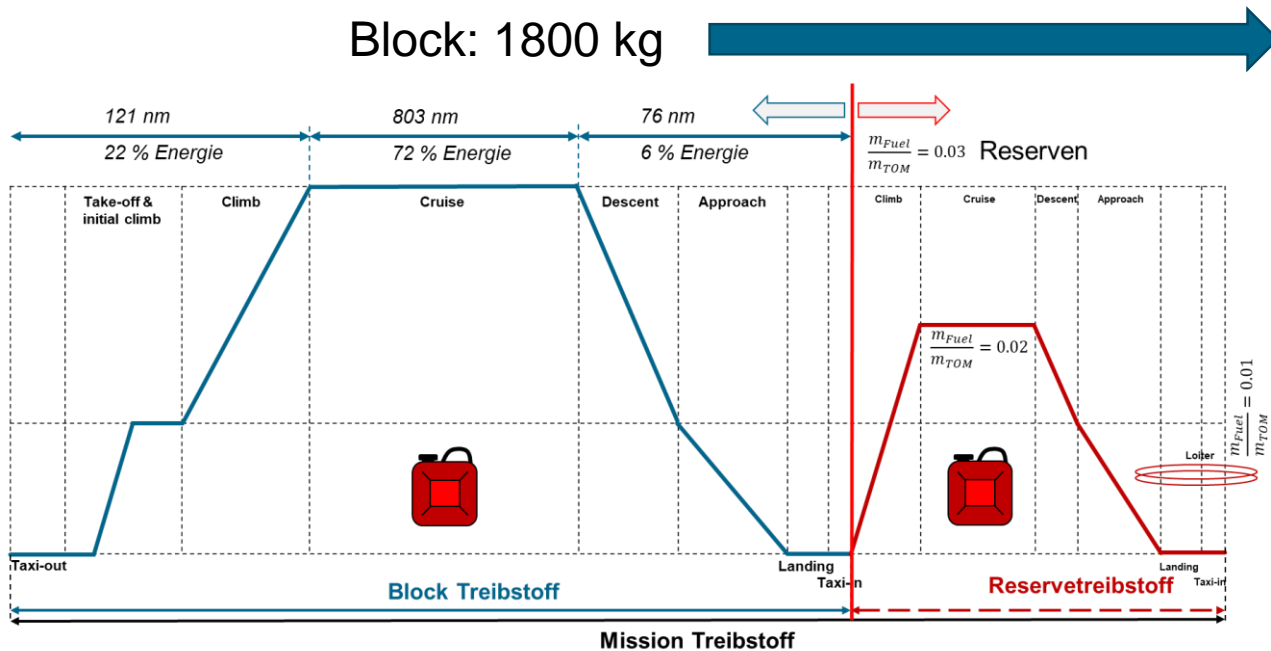 Block: 1800 kg
121 nm
803 nm
76 nm
22 % Energie
72 % Energie
6 % Energie
m_Fuel/m_TOM = 0.03 Reserven
Take-off &
initial climb
Climb
Cruise
Descent
Approach
Climb
Cruise
Descent
Approach
m_Fuel/m_TOM = 0.02
m_Fuel/m_TOM = 0.01
Loiter
Taxi-out
Landing
Taxi-in
Landing
Taxi-in
Block Treibstoff
Reservetreibstoff
Mission Treibstoff